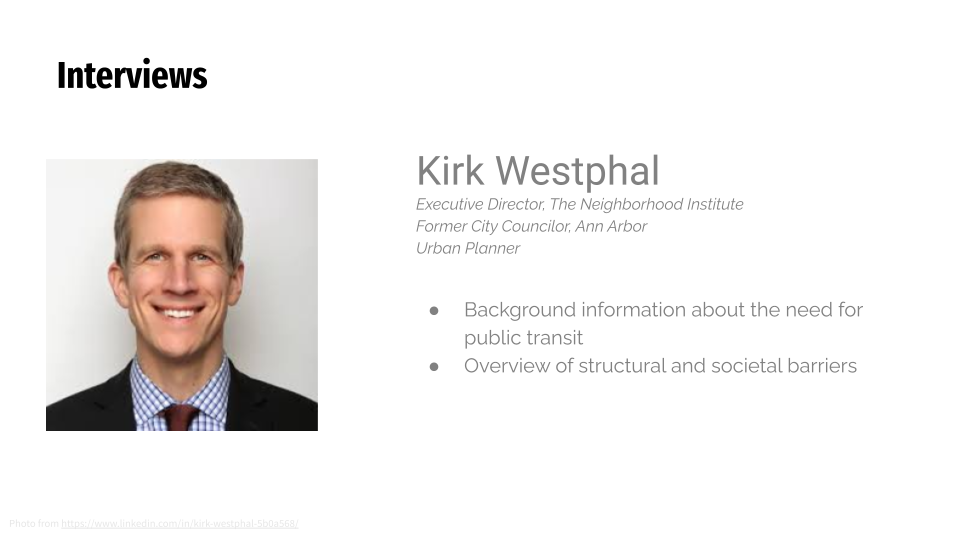 Interviews
Kirk Westphal
Executive Director, The Neighborhood Institute
Former City Councilor, Ann Arbor
Urban Planner
● Background information about the need for
public transit
● Overview of structural and societal barriers
Photo from https://www.linkedin.com/in/kirk-westphal-5b0a568/